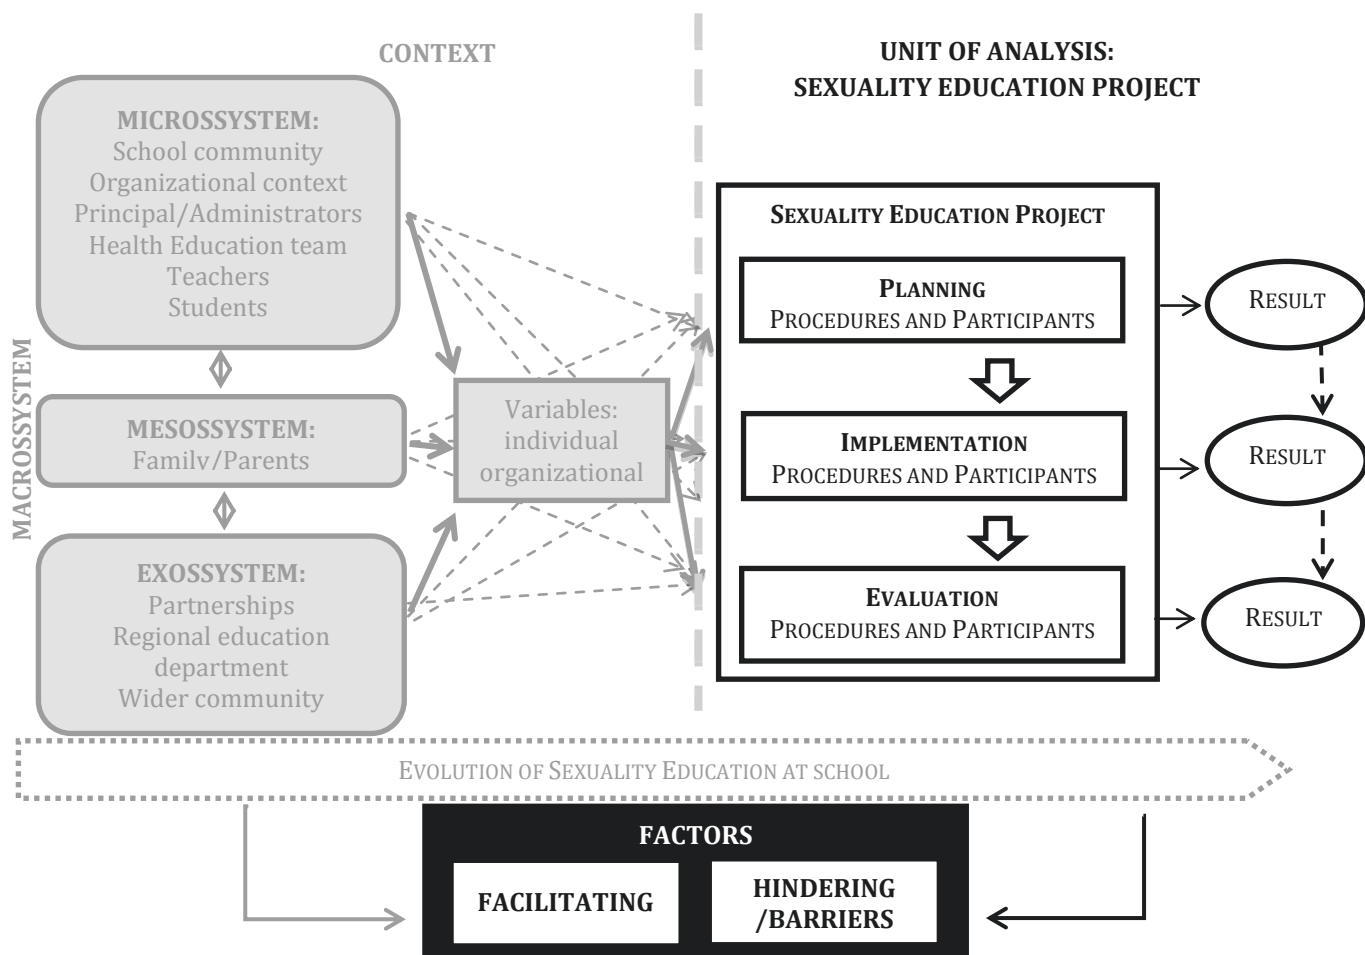 CONTEXT
UNIT OF ANALYSIS:
SEXUALITY EDUCATION PROJECT
MACROSSYSTEM
MICROSSYSTEM:
School community
Organizational context
Principal/Administrators
Health Education team
Teachers
Students
MESOSSYSTEM:
Family/Parents
EXOSSYSTEM:
Partnerships
Regional education
department
Wider community
Variables:
individual
organizational
SEXUALITY EDUCATION PROJECT
PLANNING
PROCEDURES AND PARTICIPANTS
RESULT
IMPLEMENTATION
PROCEDURES AND PARTICIPANTS
RESULT
EVALUATION
PROCEDURES AND PARTICIPANTS
RESULT
EVOLUTION OF SEXUALITY EDUCATION AT SCHOOL
FACTORS
FACILITATING
HINDERING
/BARRIERS